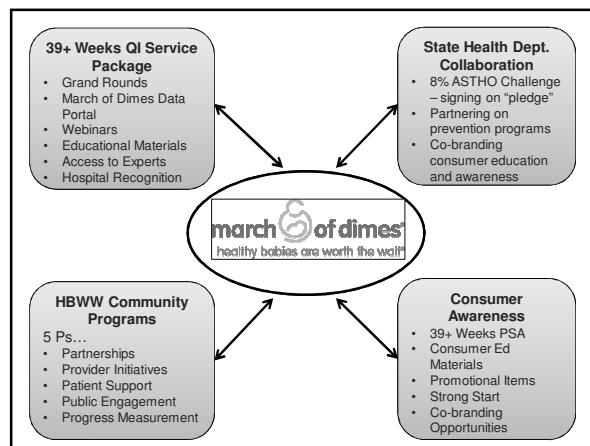 39+ Weeks QI Service
Package
• Grand Rounds
• March of Dimes Data
Portal
• Webinars
• Educational Materials
• Access to Experts
• Hospital Recognition
State Health Dept.
Collaboration
• 8% ASTHO Challenge
– signing on “pledge”
• Partnering on
prevention programs
• Co-branding
consumer education
and awareness
march of dimes®
healthy babies are worth the wait®
HBWW Community
Programs
5 Ps…
• Partnerships
• Provider Initiatives
• Patient Support
• Public Engagement
• Progress Measurement
Consumer
Awareness
• 39+ Weeks PSA
• Consumer Ed
Materials
• Promotional Items
• Strong Start
• Co-branding
Opportunities